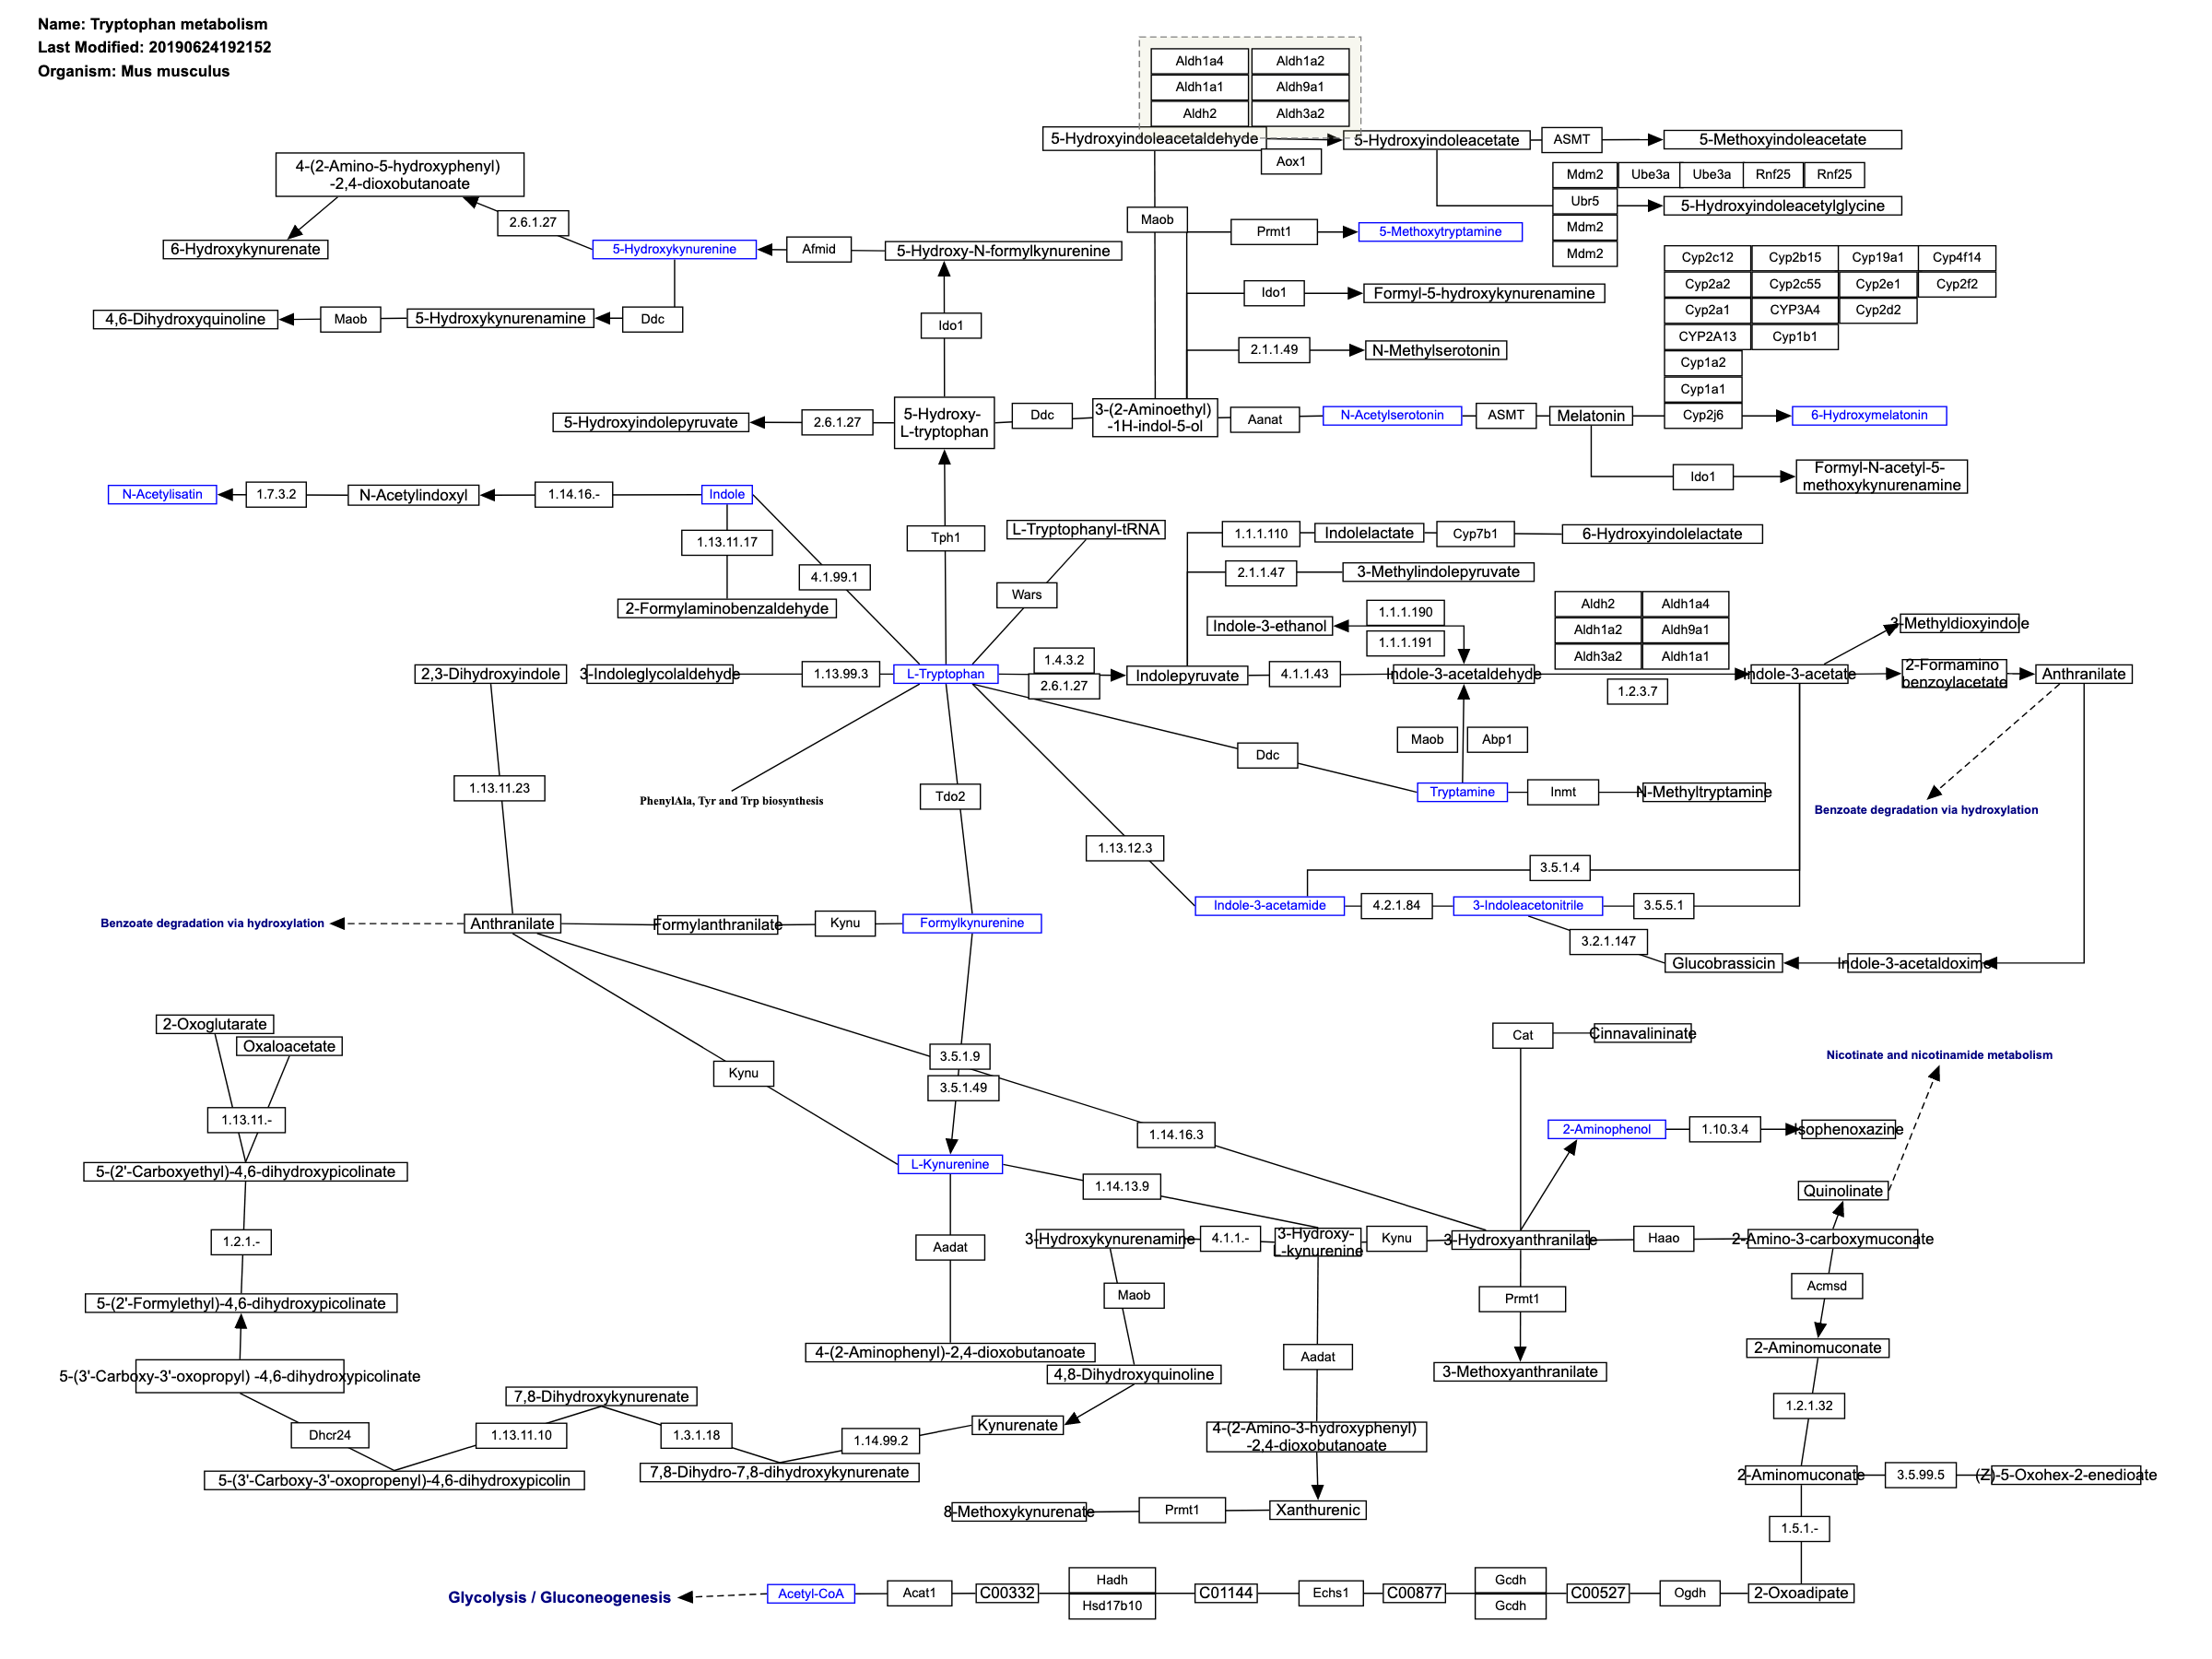 Name: Tryptophan metabolism
Last Modified: 20190624192152
Organism: Mus musculus
Aldh1a4
Aldh1a2
Aldh1a1
Aldh9a1
Aldh2
Aldh3a2
5-Hydroxyindoleacetaldehyde
5-Hydroxyindoleacetate
ASMT
5-Methoxyindoleacetate
Aox1
4-(2-Amino-5-hydroxyphenyl)
-2,4-dioxobutanoate
Mdm2
Ube3a
Ube3a
Rnf25
Rnf25
Ubr5
5-Hydroxyindoleacetylglycine
Mdm2
Mdm2
2.6.1.27
Maob
Prmt1
5-Methoxytryptamine
6-Hydroxykynurenate
5-Hydroxykynurenine
Afmid
5-Hydroxy-N-formylkynurenine
Cyp2c12
Cyp2b15
Cyp19a1
Cyp4f14
Cyp2a2
Cyp2c55
Cyp2e1
Cyp2f2
Cyp2a1
CYP3A4
Cyp2d2
CYP2A13
Cyp1b1
Cyp1a2
Cyp1a1
Cyp2j6
Ido1
Formyl-5-hydroxykynurenamine
4,6-Dihydroxyquinoline
Maob
5-Hydroxykynurenamine
Ddc
Ido1
2.1.1.49
N-Methylserotonin
5-Hydroxyindolepyruvate
2.6.1.27
5-Hydroxy-
L-tryptophan
Ddc
3-(2-Aminoethyl)
-1H-indol-5-ol
Aanat
N-Acetylserotonin
ASMT
Melatonin
6-Hydroxymelatonin
Ido1
Formyl-N-acetyl-5-
methoxykynurenamine
N-Acetylisatin
1.7.3.2
N-Acetylindoxyl
1.14.16.-
Indole
1.13.11.17
4.1.99.1
2-Formylaminobenzaldehyde
Tph1
L-Tryptophanyl-tRNA
Wars
1.1.1.110
Indolelactate
Cyp7b1
6-Hydroxyindolelactate
2.1.1.47
3-Methylindolepyruvate
Indole-3-ethanol
1.1.1.190
1.1.1.191
Aldh2
Aldh1a4
Aldh1a2
Aldh9a1
Aldh3a2
Aldh1a1
3-Methyldioxyindole
2,3-Dihydroxyindole
3-Indoleglycolaldehyde
1.13.99.3
L-Tryptophan
1.4.3.2
2.6.1.27
Indolepyruvate
4.1.1.43
Indole-3-acetaldehyde
1.2.3.7
Indole-3-acetate
2-Formamino
benzoylacetate
Anthranilate
Maob
Abp1
Ddc
Tryptamine
Inmt
N-Methyltryptamine
Benzoate degradation via hydroxylation
1.13.11.23
PhenylAla, Tyr and Trp biosynthesis
Tdo2
1.13.12.3
3.5.1.4
Indole-3-acetamide
4.2.1.84
3-Indoleacetonitrile
3.5.5.1
3.2.1.147
Glucobrassicin
Indole-3-acetaldoxime
Benzoate degradation via hydroxylation
Anthranilate
Formylanthranilate
Kynu
Formylkynurenine
2-Oxoglutarate
Oxaloacetate
1.13.11.-
5-(2'-Carboxyethyl)-4,6-dihydroxypicolinate
1.2.1.-
5-(2'-Formylethyl)-4,6-dihydroxypicolinate
5-(3'-Carboxy-3'-oxopropyl) -4,6-dihydroxypicolinate
Dhcr24
5-(3'-Carboxy-3'-oxopropenyl)-4,6-dihydroxypicolin
1.13.11.10
7,8-Dihydroxykynurenate
1.3.1.18
7,8-Dihydro-7,8-dihydroxykynurenate
1.14.99.2
Kynurenate
Kynu
3.5.1.9
3.5.1.49
L-Kynurenine
1.14.16.3
1.14.13.9
Aadat
4-(2-Aminophenyl)-2,4-dioxobutanoate
3-Hydroxykynurenamine
4.1.1.-
3-Hydroxy-
L-kynurenine
Kynu
3-Hydroxyanthranilate
Haao
2-Amino-3-carboxymuconate
Maob
4,8-Dihydroxyquinoline
Aadat
4-(2-Amino-3-hydroxyphenyl)
-2,4-dioxobutanoate
8-Methoxykynurenate
Prmt1
Xanthurenic
Cat
Cinnavalininate
Nicotinate and nicotinamide metabolism
2-Aminophenol
1.10.3.4
Isophenoxazine
Quinolinate
Prmt1
3-Methoxyanthranilate
Acmsd
2-Aminomuconate
1.2.1.32
2-Aminomuconate
3.5.99.5
(Z)-5-Oxohex-2-enedioate
1.5.1.-
Glycolysis / Gluconeogenesis
Acetyl-CoA
Acat1
C00332
Hadh
Hsd17b10
C01144
Echs1
C00877
Gcdh
Gcdh
C00527
Ogdh
2-Oxoadipate